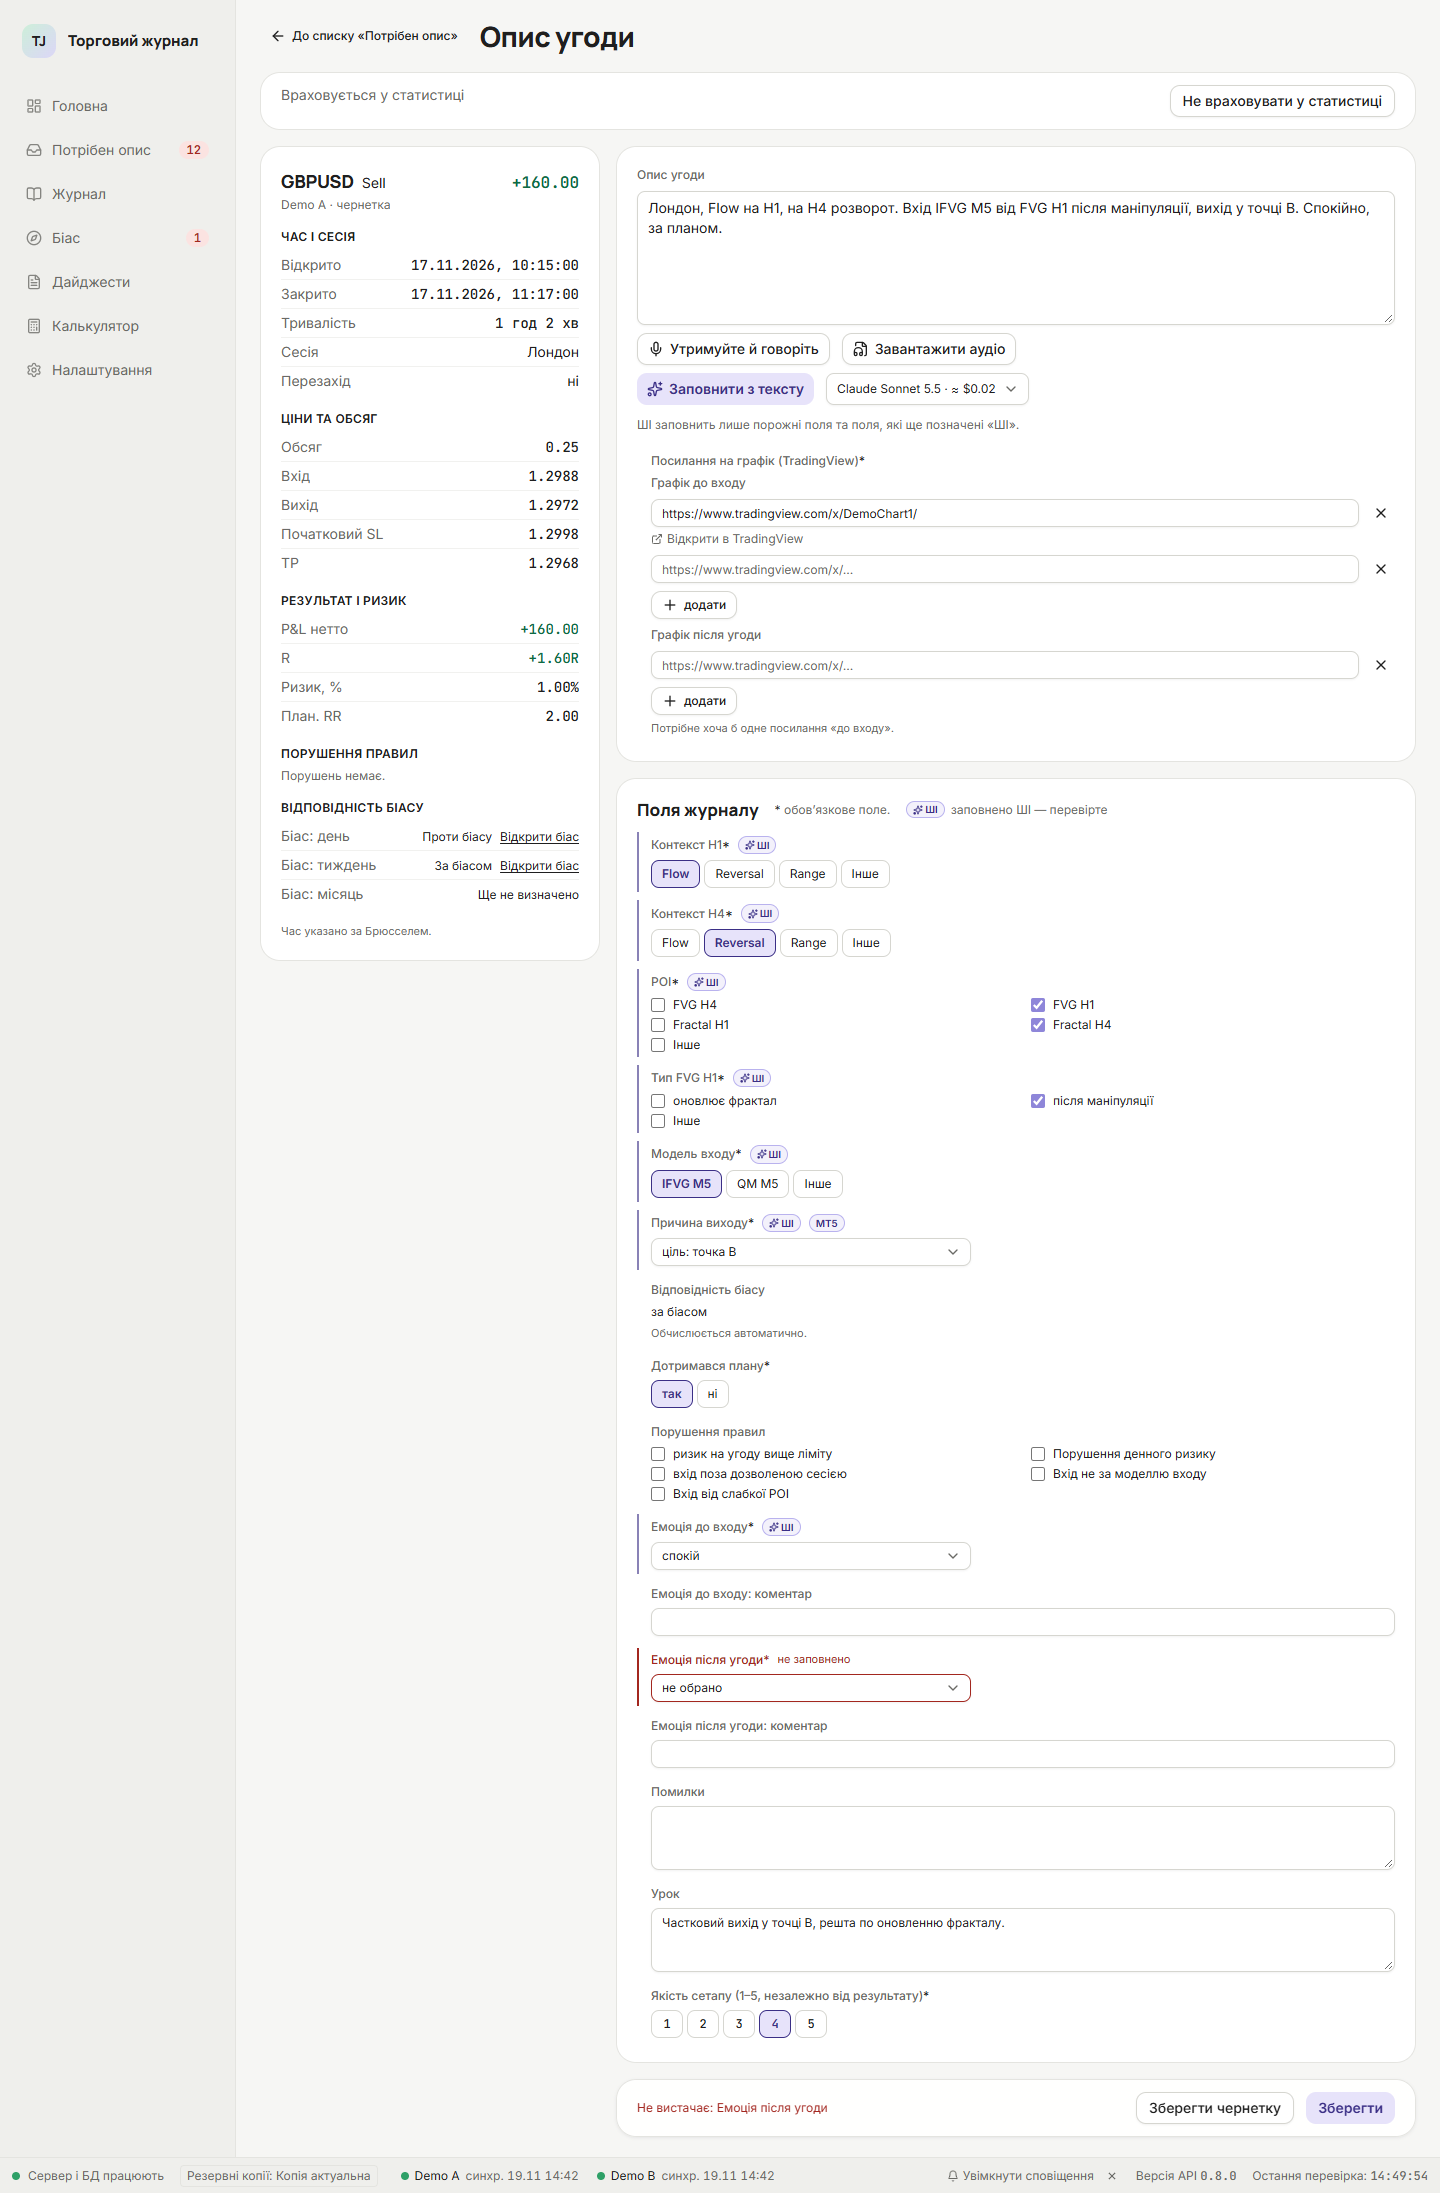 TJ Торговий журнал
Головна
Потрібен опис 12
Журнал
Біас 1
Дайджести
Калькулятор
Налаштування
До списку «Потрібен опис»
Опис угоди
Враховується у статистиці
Не враховувати у статистиці
GBPUSD Sell +160.00
Demo A · чернетка
ЧАС І СЕСІЯ
Відкрито 17.11.2026, 10:15:00
Закрито 17.11.2026, 11:17:00
Тривалість 1 год 2 хв
Сесія Лондон
Перезахід ні
ЦІНИ ТА ОБСЯГ
Обсяг 0.25
Вхід 1.2988
Вихід 1.2972
Початковий SL 1.2998
TP 1.2968
РЕЗУЛЬТАТ І РИЗИК
P&L нетто +160.00
R +1.60R
Ризик, % 1.00%
План. RR 2.00
ПОРУШЕННЯ ПРАВИЛ
Порушень немає.
ВІДПОВІДНІСТЬ БІАСУ
Біас: день Проти біасу Відкрити біас
Біас: тиждень За біасом Відкрити біас
Біас: місяць Ще не визначено
Час указано за Брюсселем.
Опис угоди
Лондон, Flow на H1, на H4 розворот. Вхід IFVG M5 від FVG H1 після маніпуляції, вихід у точці B. Спокійно,
за планом.
Утримуйте й говоріть
Завантажити аудіо
Заповнити з тексту
Claude Sonnet 5.5 · ≈ $0.02
ШІ заповнить лише порожні поля та поля, які ще позначені «ШІ».
Посилання на графік (TradingView)*
Графік до входу
https://www.tradingview.com/x/DemoChart1/
Відкрити в TradingView
https://www.tradingview.com/x/...
додати
Графік після угоди
https://www.tradingview.com/x/...
додати
Потрібне хоча б одне посилання «до входу».
Поля журналу * обов’язкове поле. ШІ заповнено ШІ — перевірте
Контекст H1* ШІ
Flow Reversal Range Інше
Контекст H4* ШІ
Flow Reversal Range Інше
POI* ШІ
FVG H4 FVG H1
Fractal H1 Fractal H4
Інше
Тип FVG H1* ШІ
оновлює фрактал після маніпуляції
Інше
Модель входу* ШІ
IFVG M5 QM M5 Інше
Причина виходу* ШІ MT5
ціль: точка B
Відповідність біасу
за біасом
Обчислюється автоматично.
Дотримався плану*
так ні
Порушення правил
ризик на угоду вище ліміту Порушення денного ризику
вхід поза дозволеною сесією Вхід не за моделлю входу
Вхід від слабкої POI
Емоція до входу* ШІ
спокій
Емоція до входу: коментар
Емоція після угоди* не заповнено
не обрано
Емоція після угоди: коментар
Помилки
Урок
Частковий вихід у точці B, решта по оновленню фракталу.
Якість сетапу (1–5, незалежно від результату)*
1 2 3 4 5
Не вистачає: Емоція після угоди
Зберегти чернетку
Зберегти
Сервер і БД працюють Резервні копії: Копія актуальна Demo A синхр. 19.11 14:42 Demo B синхр. 19.11 14:42 Увімкнути сповіщення Версія API 0.8.0 Остання перевірка: 14:49:54